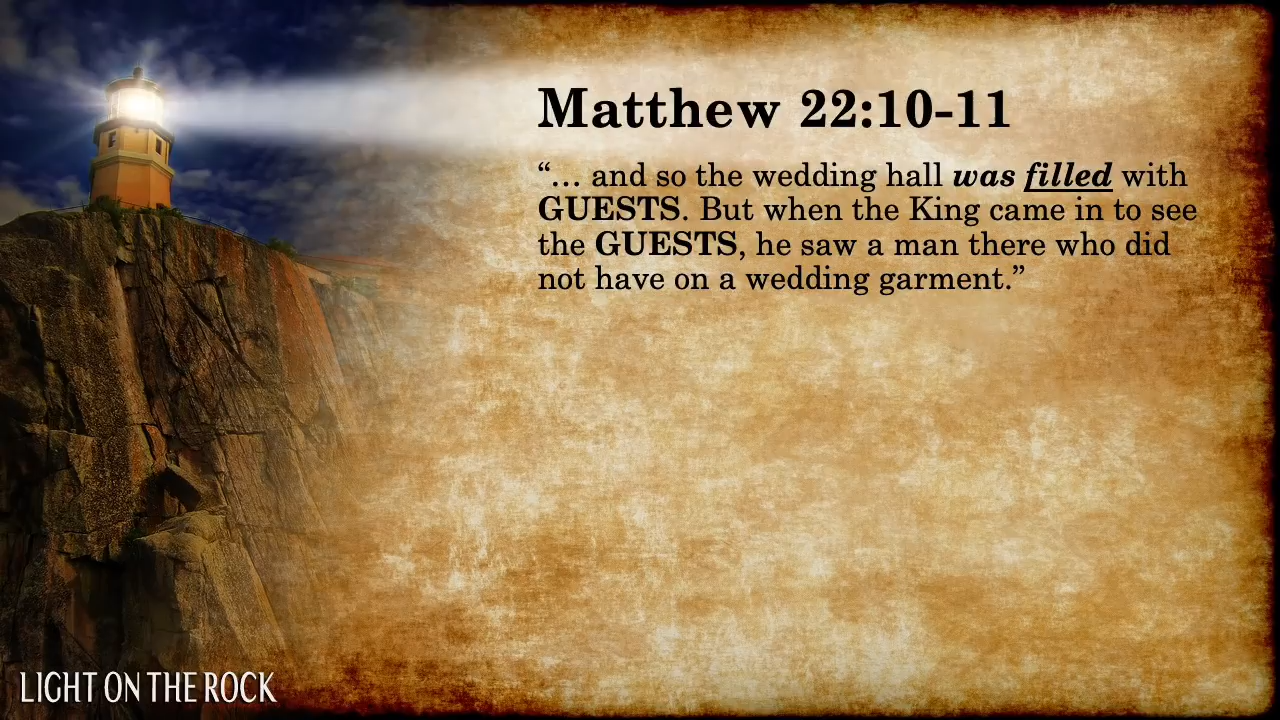 Matthew 22:10-11
“… and so the wedding hall was filled with
GUESTS. But when the King came in to see
the GUESTS, he saw a man there who did
not have on a wedding garment.”
LIGHT ON THE ROCK